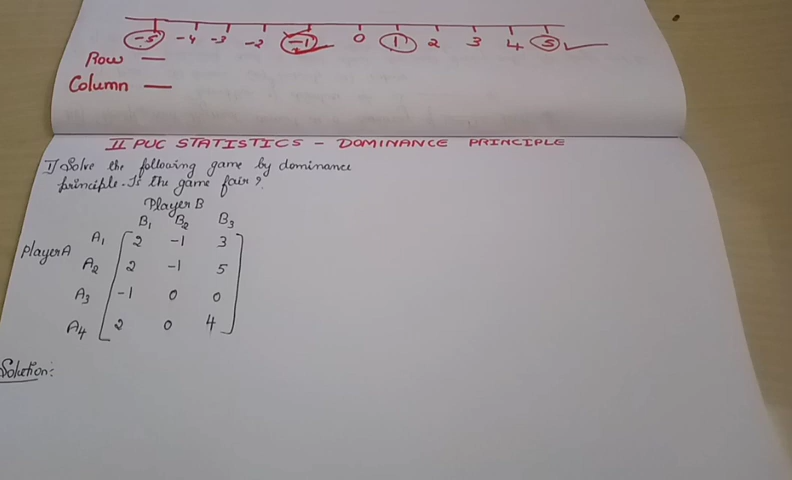 -5 -4 -3 -2 -1 0 1 2 3 4 5
Row —
Column —
II PUC STATISTICS - DOMINANCE PRINCIPLE
1) Solve the following game by dominance
principle. Is the game fair?
Player B
B1 B2 B3
Player A A1 2 -1 3
A2 2 -1 5
A3 -1 0 0
A4 2 0 4
Solution: